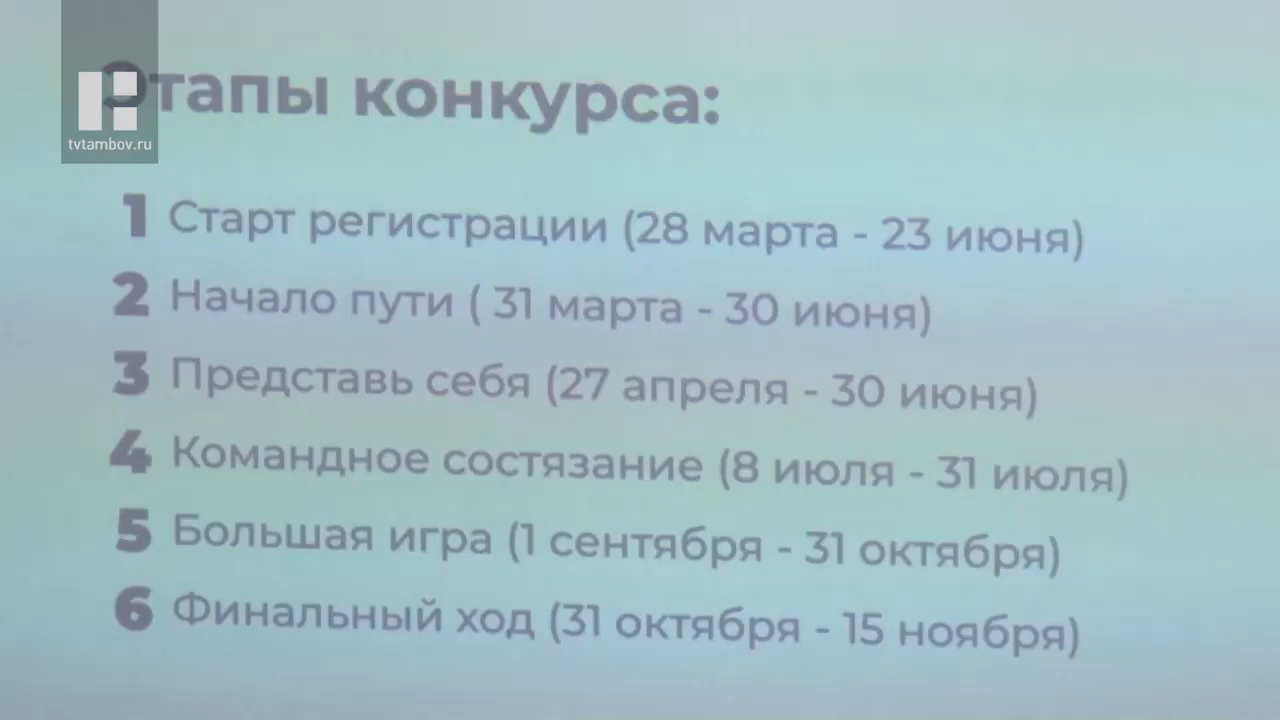 Этапы конкурса:
tvtambov.ru
1 Старт регистрации (28 марта - 23 июня)
2 Начало пути ( 31 марта - 30 июня)
3 Представь себя (27 апреля - 30 июня)
4 Командное состязание (8 июля - 31 июля)
5 Большая игра (1 сентября - 31 октября)
6 Финальный ход (31 октября - 15 ноября)